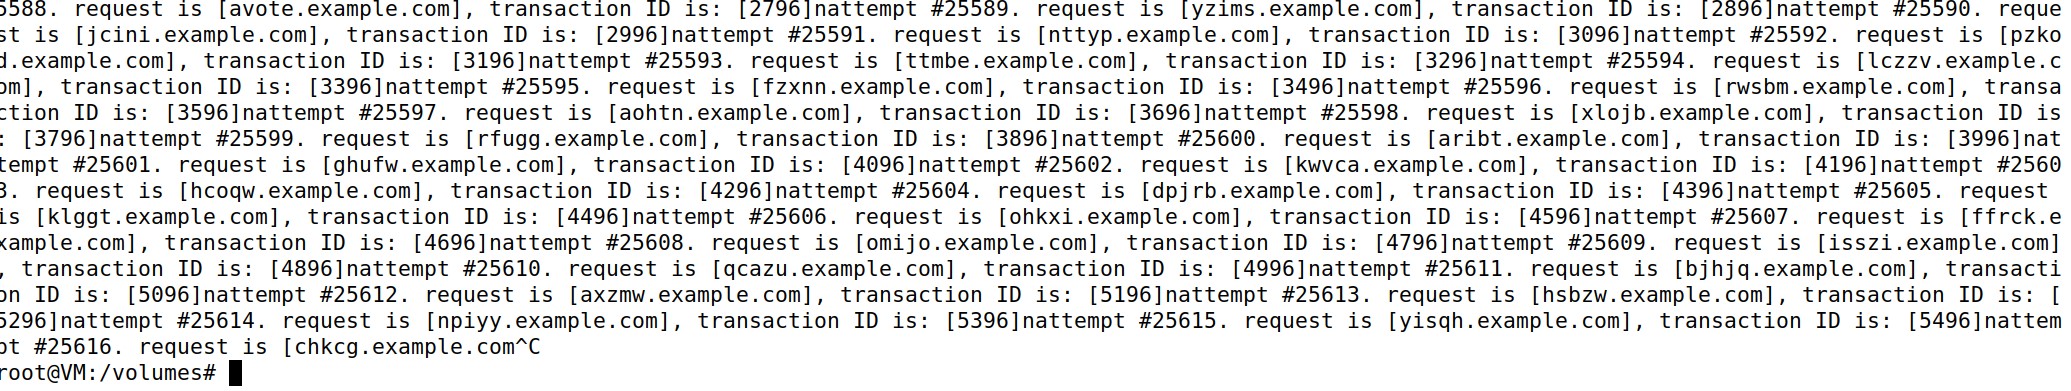 5588. request is [avote.example.com], transaction ID is: [2796]nattempt #25589. request is [yzims.example.com], transaction ID is: [2896]nattempt #25590. reque
st is [jcini.example.com], transaction ID is: [2996]nattempt #25591. request is [nttyp.example.com], transaction ID is: [3096]nattempt #25592. request is [pzko
d.example.com], transaction ID is: [3196]nattempt #25593. request is [ttmbe.example.com], transaction ID is: [3296]nattempt #25594. request is [lczzv.example.c
om], transaction ID is: [3396]nattempt #25595. request is [fzxnn.example.com], transaction ID is: [3496]nattempt #25596. request is [rwsbm.example.com], transa
ction ID is: [3596]nattempt #25597. request is [aohtn.example.com], transaction ID is: [3696]nattempt #25598. request is [xlojb.example.com], transaction ID is
: [3796]nattempt #25599. request is [rfugg.example.com], transaction ID is: [3896]nattempt #25600. request is [aribt.example.com], transaction ID is: [3996]nat
tempt #25601. request is [ghufw.example.com], transaction ID is: [4096]nattempt #25602. request is [kwvca.example.com], transaction ID is: [4196]nattempt #2560
3. request is [hcoqw.example.com], transaction ID is: [4296]nattempt #25604. request is [dpjrb.example.com], transaction ID is: [4396]nattempt #25605. request
is [klggt.example.com], transaction ID is: [4496]nattempt #25606. request is [ohkxi.example.com], transaction ID is: [4596]nattempt #25607. request is [ffrck.e
xample.com], transaction ID is: [4696]nattempt #25608. request is [omijo.example.com], transaction ID is: [4796]nattempt #25609. request is [isszi.example.com]
, transaction ID is: [4896]nattempt #25610. request is [qcazu.example.com], transaction ID is: [4996]nattempt #25611. request is [bjhjq.example.com], transacti
on ID is: [5096]nattempt #25612. request is [axzmw.example.com], transaction ID is: [5196]nattempt #25613. request is [hsbzw.example.com], transaction ID is: [
5296]nattempt #25614. request is [npiyy.example.com], transaction ID is: [5396]nattempt #25615. request is [yisqh.example.com], transaction ID is: [5496]nattem
pt #25616. request is [chkcg.example.com^C
root@VM:/volumes#